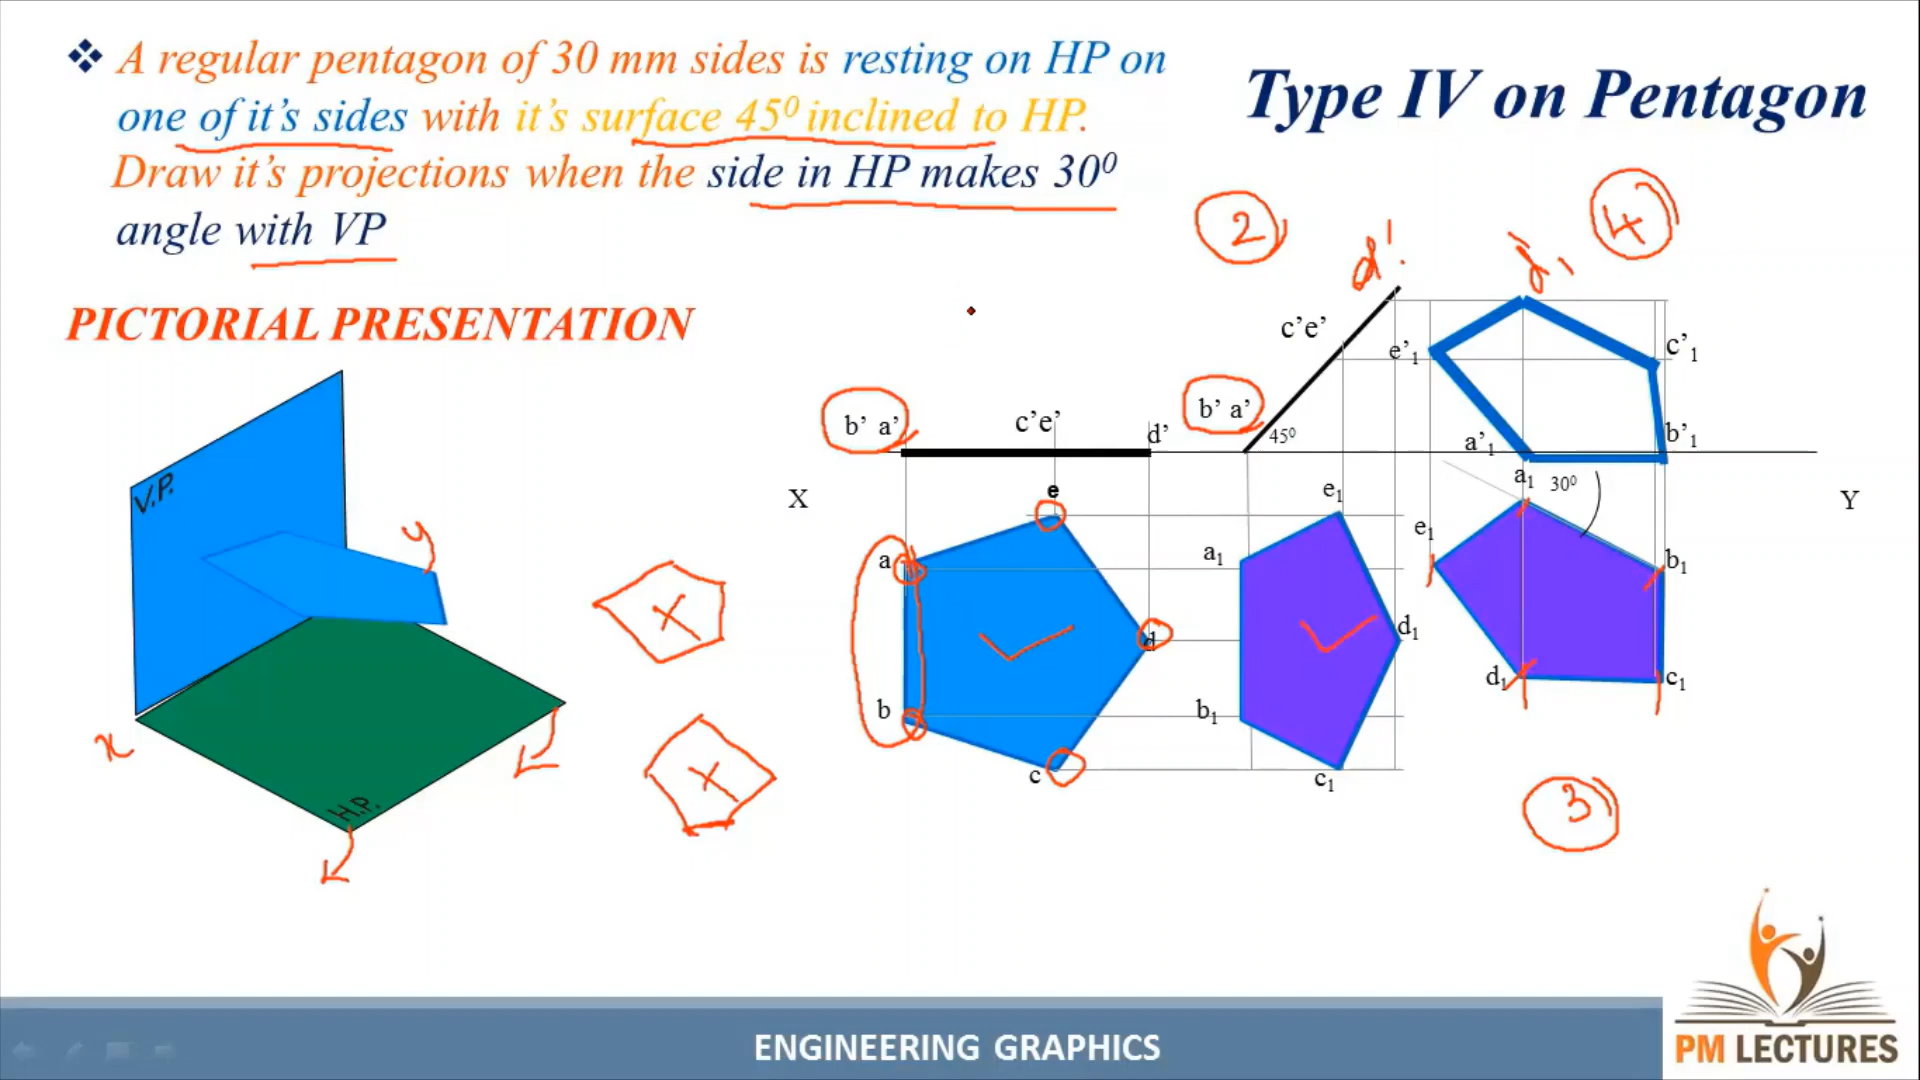 ❖ A regular pentagon of 30 mm sides is resting on HP on
one of it’s sides with it’s surface 45⁰ inclined to HP.
Draw it’s projections when the side in HP makes 30⁰
angle with VP
Type IV on Pentagon
PICTORIAL PRESENTATION
2
4
d'
d'₁
c’e’
e’₁
c’₁
b’ a’
c’e’
d’
b’ a’
45⁰
a’₁
b’₁
V.P.
y
X
e
e₁
a₁
30⁰
Y
e₁
a
a₁
b₁
x
d
d₁
d₁
c₁
b
b₁
c
c₁
x
H.P.
x
3
PM LECTURES
ENGINEERING GRAPHICS